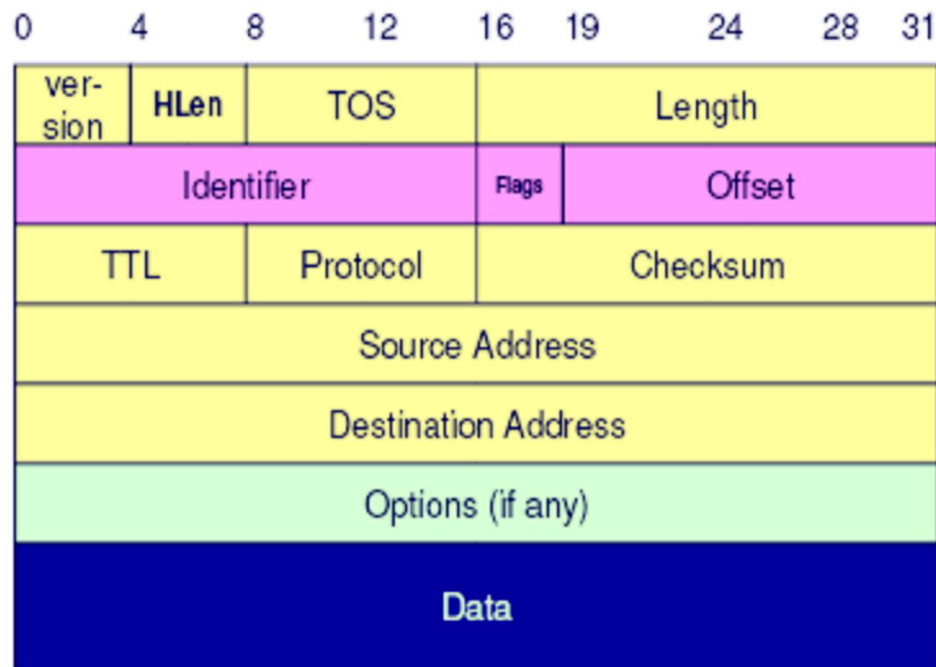 0 4 8 12 16 19 24 28 31
ver-
sion HLen TOS Length
Identifier Flags Offset
TTL Protocol Checksum
Source Address
Destination Address
Options (if any)
Data